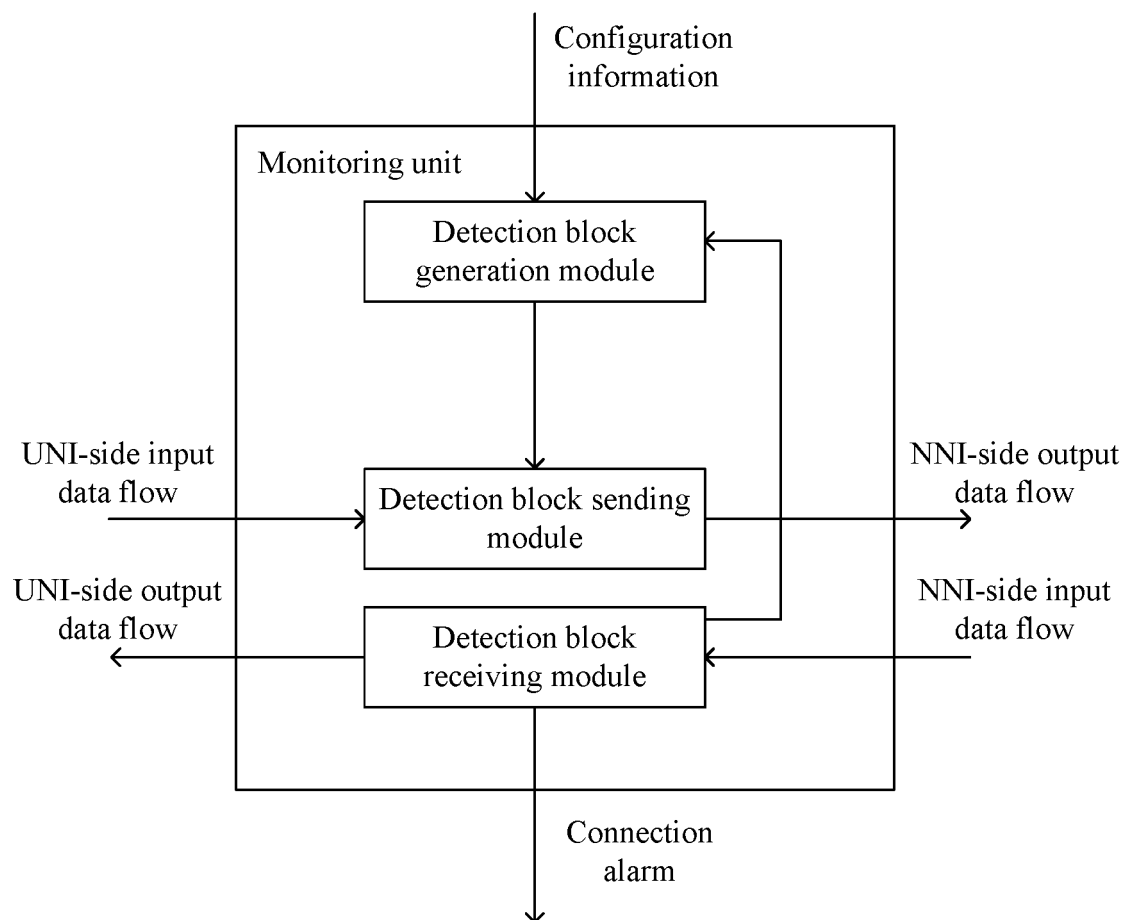 Configuration
information
Monitoring unit
Detection block
generation module
UNI-side input
data flow
NNI-side output
data flow
Detection block sending
module
UNI-side output
data flow
NNI-side input
data flow
Detection block
receiving module
Connection
alarm